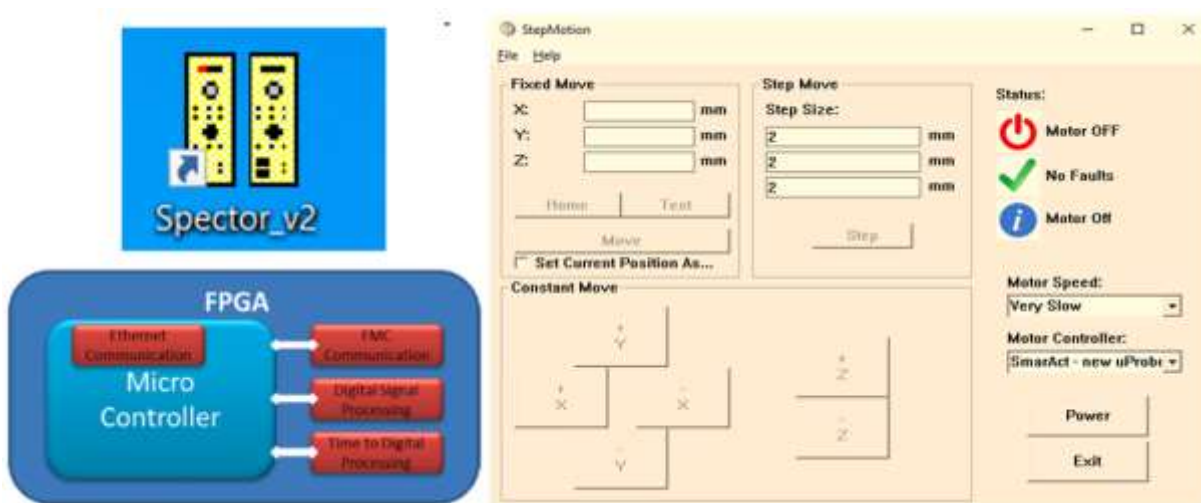 Spector_v2
FPGA
Ethernet
Communication
Micro
Controller
FMC
Communication
Digital Signal
Processing
Time to Digital
Processing
StepMotion
File Help
Fixed Move
X: mm
Y: mm
Z: mm
Home Test
Move
Set Current Position As...
Step Move
Step Size:
2 mm
2 mm
2 mm
Step
Status:
Motor OFF
No Faults
Motor Off
Motor Speed:
Very Slow
Motor Controller:
SmarAct - new uProbe
Power
Exit
Constant Move
+
Y
+
X
-
X
-
Y
+
Z
-
Z